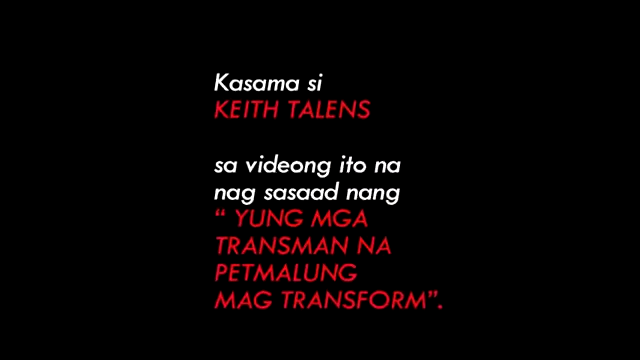 Kasama si
KEITH TALENS
sa videong ito na
nag sasaad nang
“ YUNG MGA
TRANSMAN NA
PETMALUNG
MAG TRANSFORM”.